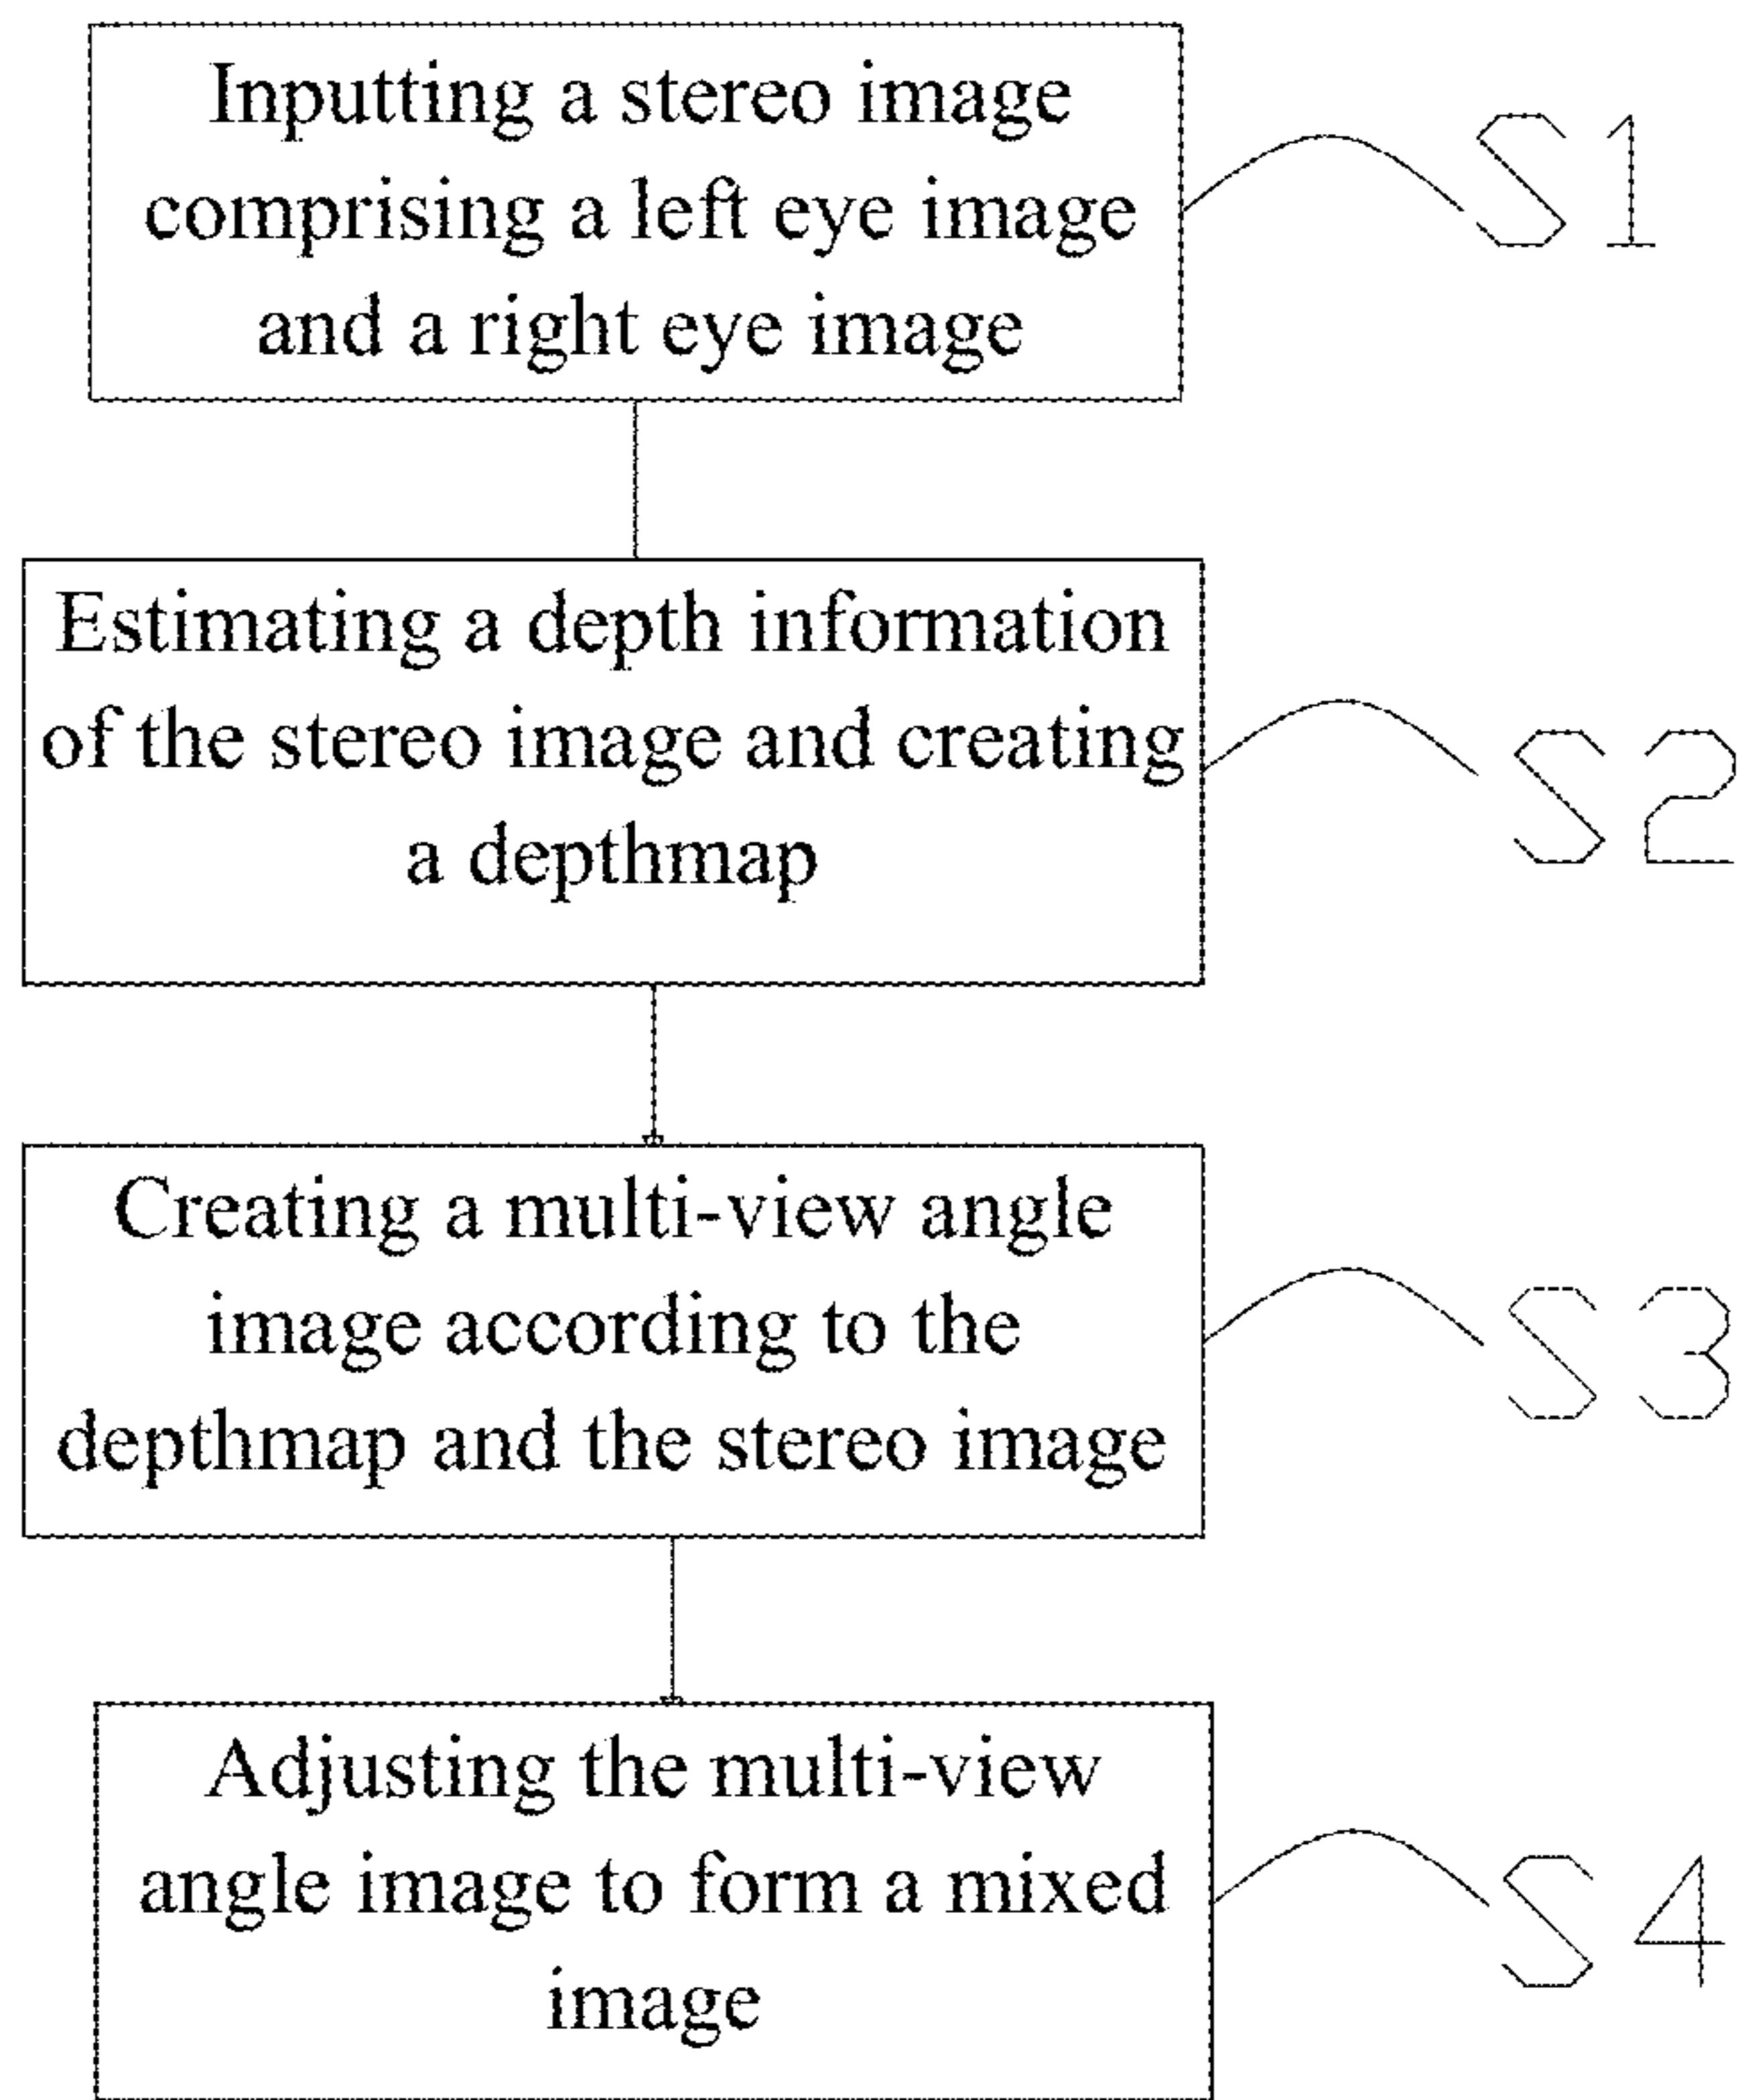 Inputting a stereo image
comprising a left eye image
and a right eye image
S1
Estimating a depth information
of the stereo image and creating
a depthmap
S2
Creating a multi-view angle
image according to the
depthmap and the stereo image
S3
Adjusting the multi-view
angle image to form a mixed
image
S4